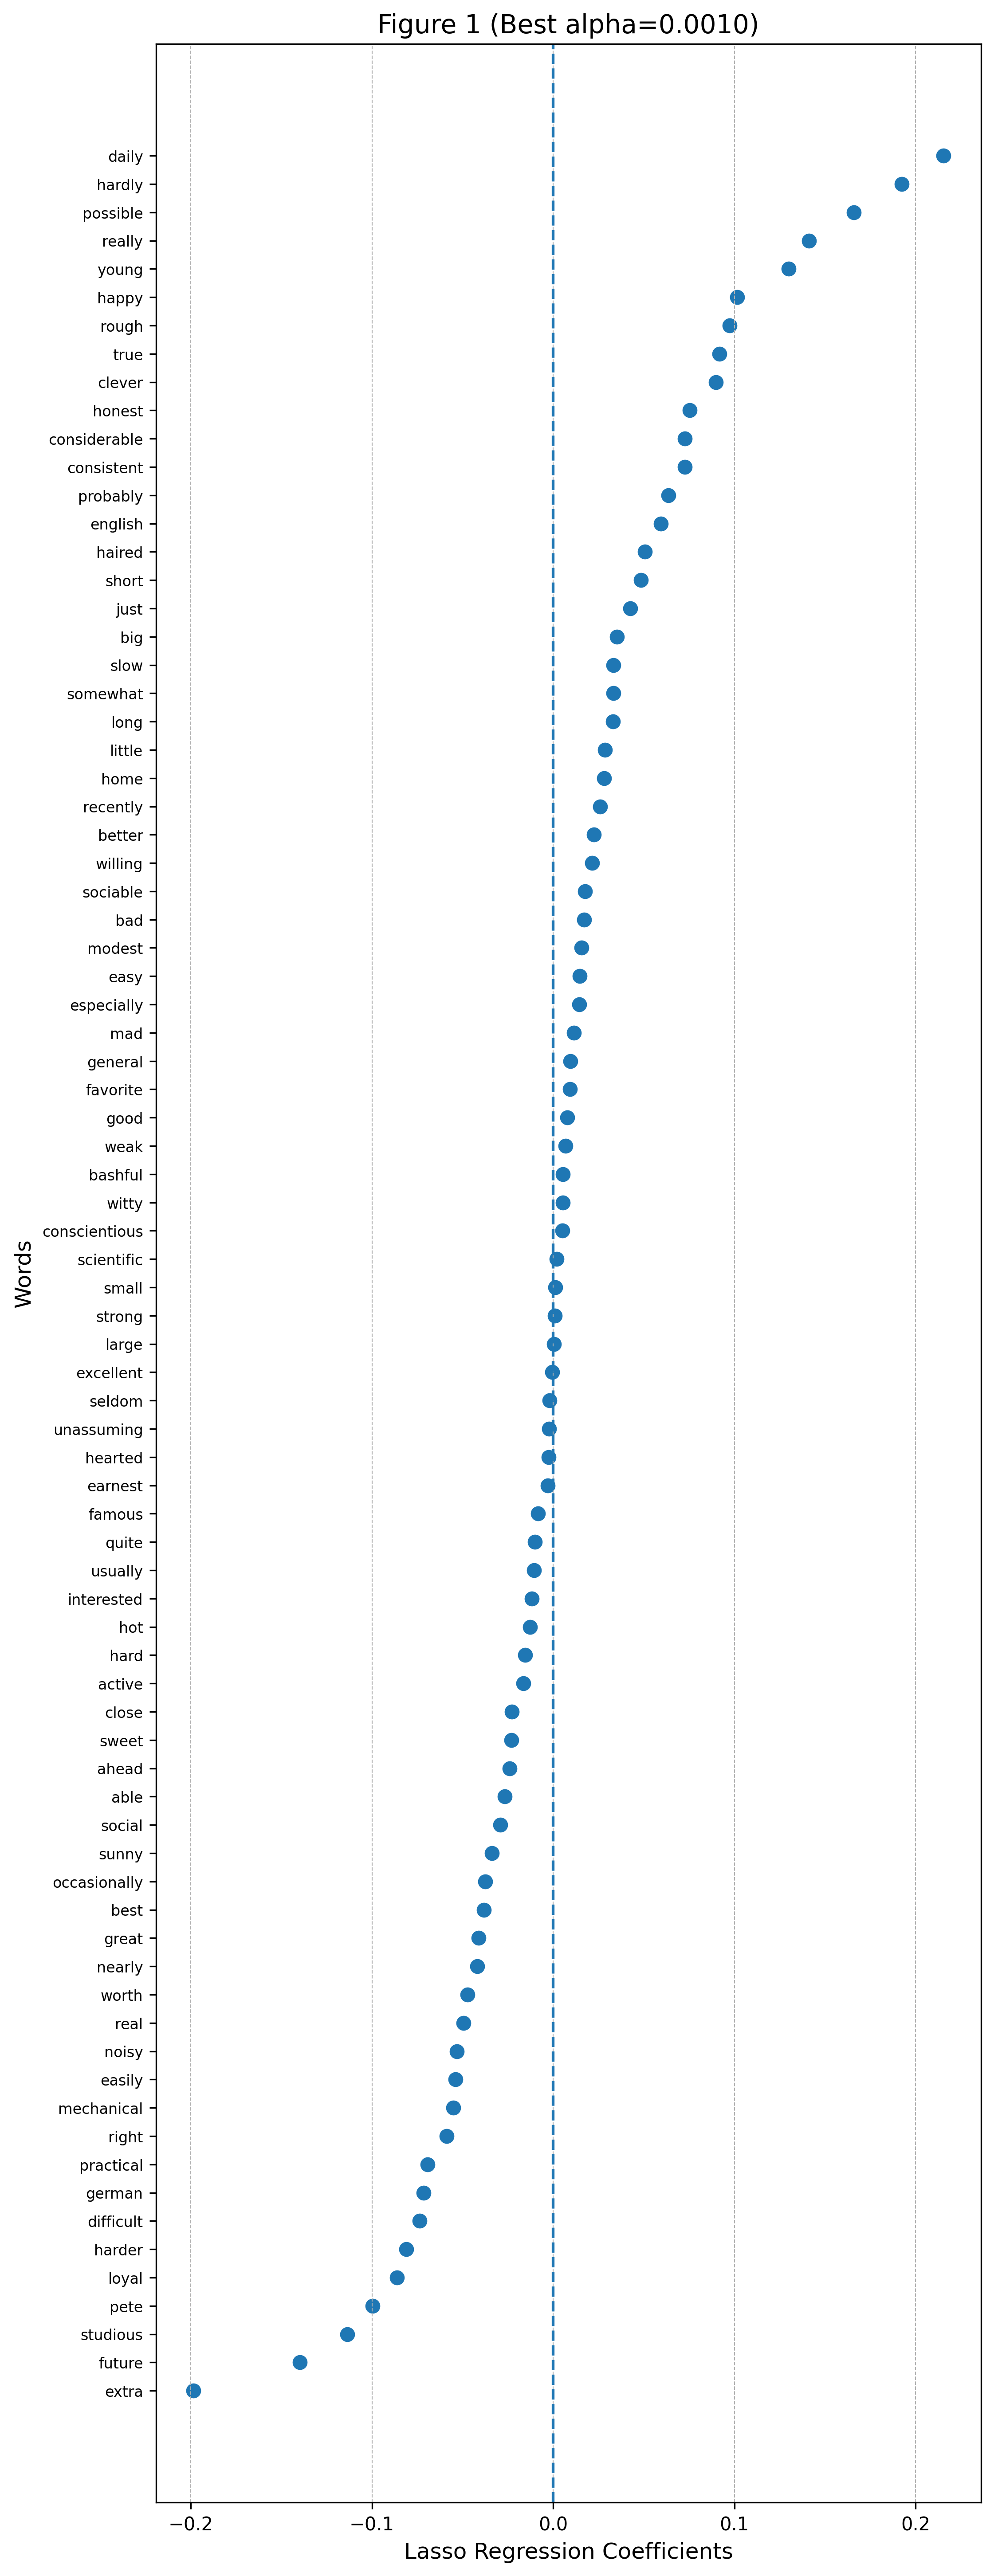 Figure 1 (Best alpha=0.0010)
daily
hardly
possible
really
young
happy
rough
true
clever
honest
considerable
consistent
probably
english
haired
short
just
big
slow
somewhat
long
little
home
recently
better
willing
sociable
bad
modest
easy
especially
mad
general
favorite
good
weak
bashful
witty
conscientious
scientific
small
strong
large
excellent
seldom
unassuming
hearted
earnest
famous
quite
usually
interested
hot
hard
active
close
sweet
ahead
able
social
sunny
occasionally
best
great
nearly
worth
real
noisy
easily
mechanical
right
practical
german
difficult
harder
loyal
pete
studious
future
extra
Words
−0.2 −0.1 0.0 0.1 0.2
Lasso Regression Coefficients